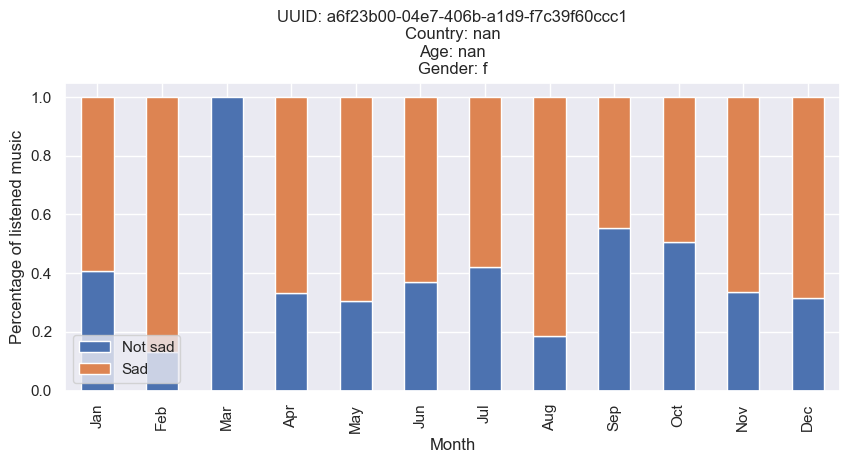 UUID: a6f23b00-04e7-406b-a1d9-f7c39f60ccc1
Country: nan
Age: nan
Gender: f
Percentage of listened music
1.0
0.8
0.6
0.4
0.2
0.0
Not sad
Sad
Jan
Feb
Mar
Apr
May
Jun
Jul
Aug
Sep
Oct
Nov
Dec
Month